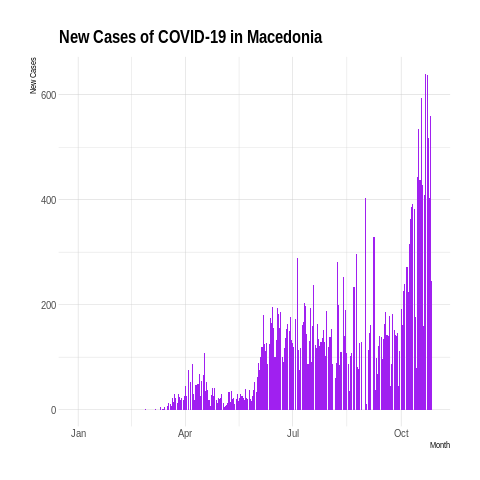 New Cases of COVID-19 in Macedonia
New Cases
600
400
200
0
Jan Apr Jul Oct
Month